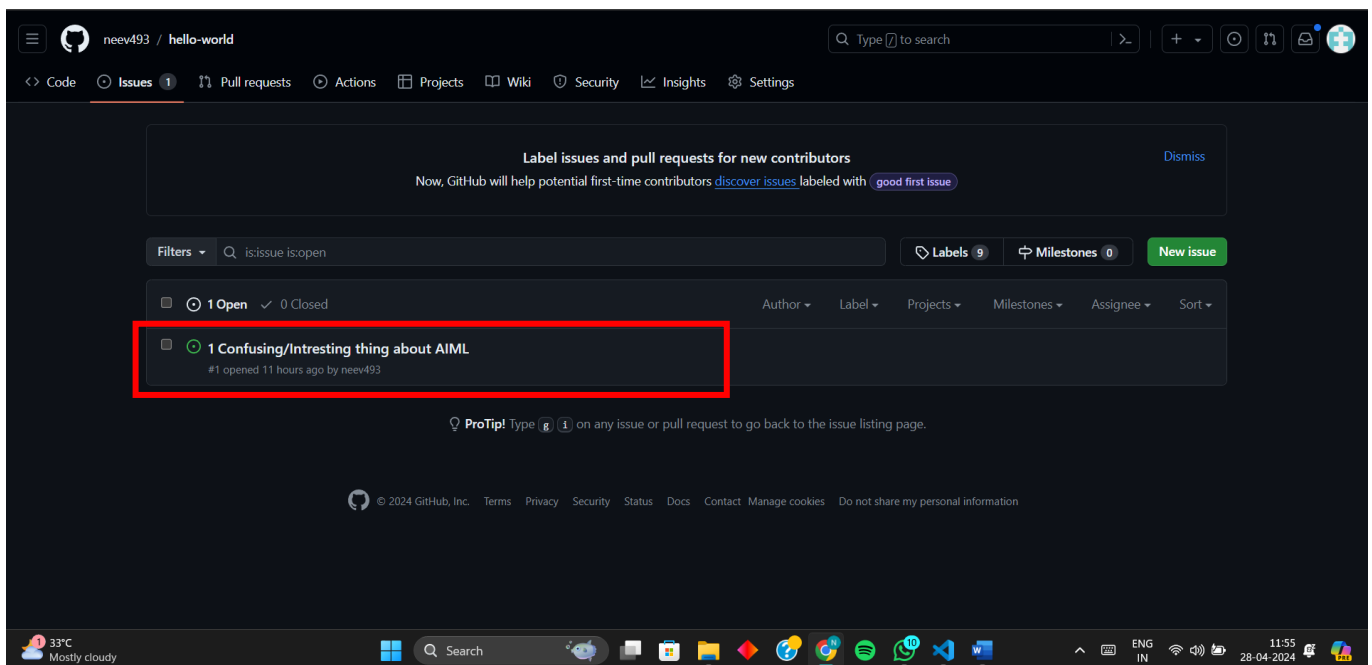 neev493 / hello-world
Type / to search
Code Issues 1 Pull requests Actions Projects Wiki Security Insights Settings
Label issues and pull requests for new contributors
Dismiss
Now, GitHub will help potential first-time contributors discover issues labeled with good first issue
Filters is:issue is:open Labels 9 Milestones 0 New issue
1 Open 0 Closed Author Label Projects Milestones Assignee Sort
1 Confusing/Intresting thing about AIML
#1 opened 11 hours ago by neev493
ProTip! Type g i on any issue or pull request to go back to the issue listing page.
© 2024 GitHub, Inc. Terms Privacy Security Status Docs Contact Manage cookies Do not share my personal information
1
33°C
Mostly cloudy
Search
N
10
W
ENG
IN
11:55
28-04-2024
PRE